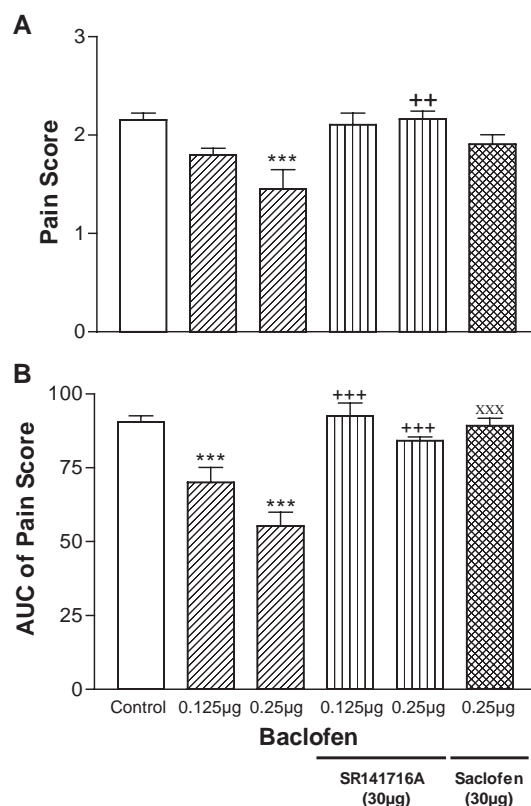 A
Pain Score
3
2
1
0
***
++
B
AUC of Pain Score
100
75
50
25
0
***
***
+++
+++
xxx
Control 0.125µg 0.25µg 0.125µg 0.25µg 0.25µg
Baclofen
SR141716A Saclofen
(30µg) (30µg)